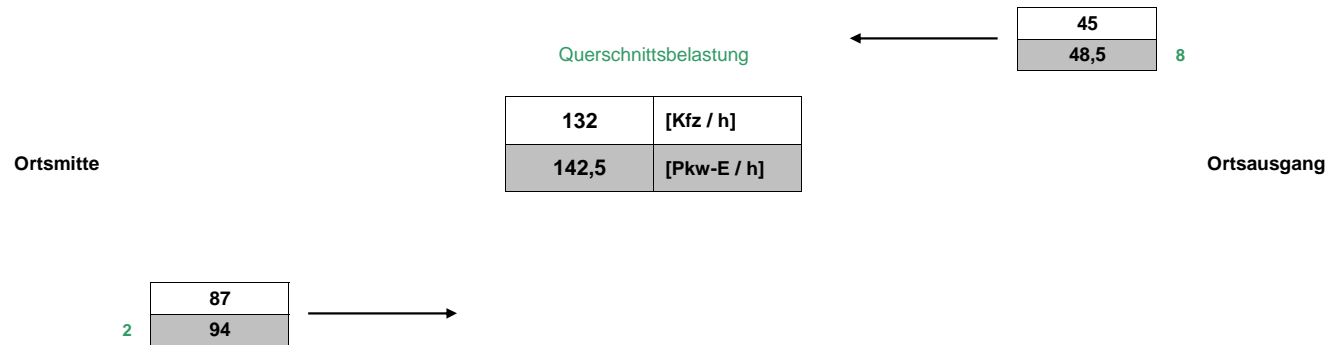 45
Querschnittsbelastung
48,5 8
132 [Kfz / h]
Ortsmitte
142,5 [Pkw-E / h]
Ortsausgang
87
2 94